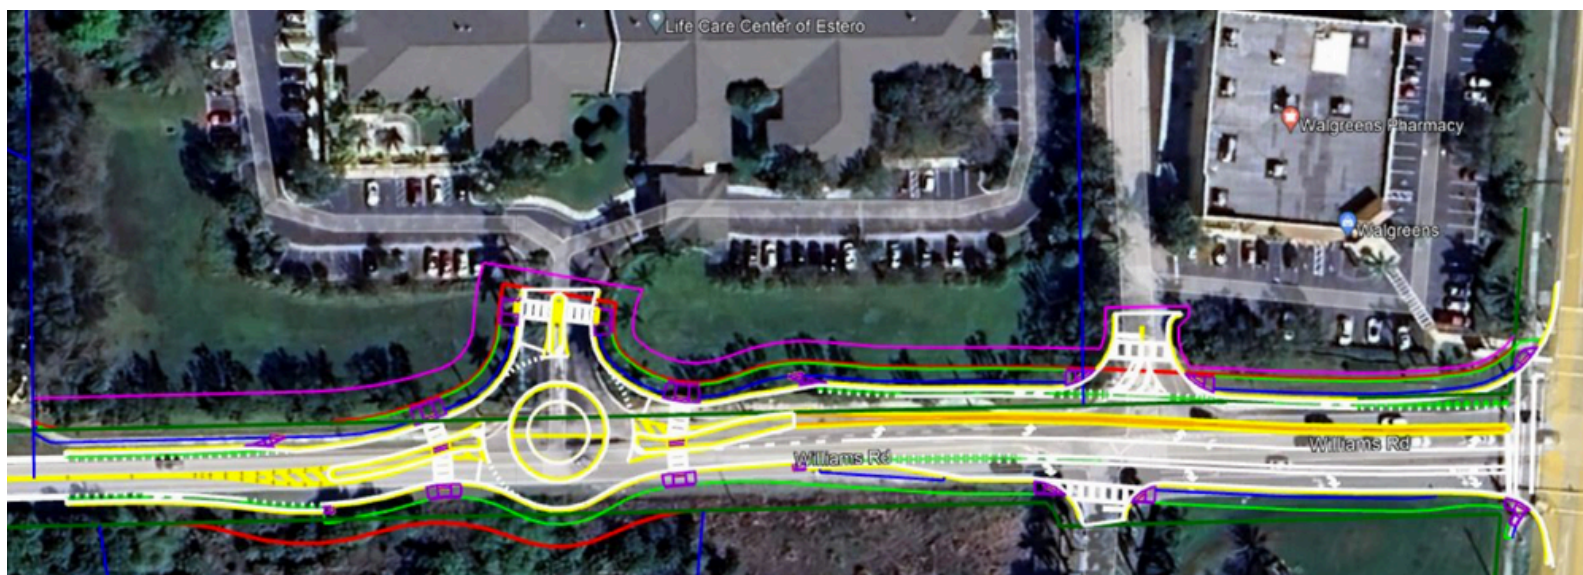 Life Care Center of Estero
Walgreens Pharmacy
Walgreens
Williams Rd
Williams Rd